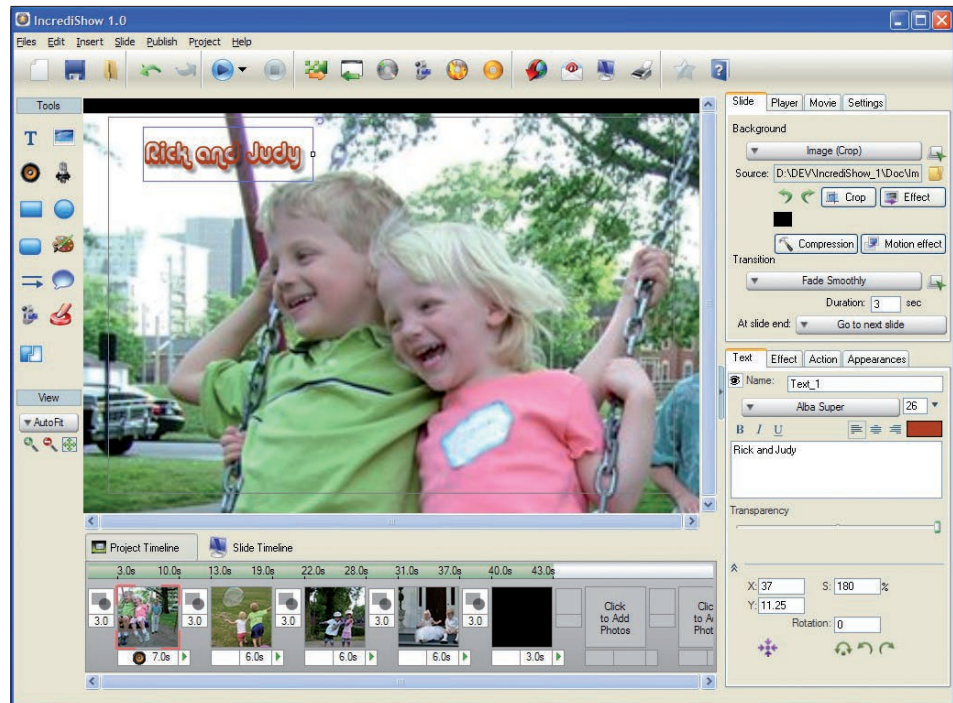 IncrediShow 1.0
Files Edit Insert Slide Publish Project Help
Tools
T
View
AutoFit
Rick and Judy
Slide Player Movie Settings
Background
Image (Crop)
Source: D:\DEV\IncrediShow_1\Doc\Im
Crop Effect
Compression Motion effect
Transition
Fade Smoothly
Duration: 3 sec
At slide end: Go to next slide
Text Effect Action Appearances
Name: Text_1
Alba Super 26
B I U
Rick and Judy
Transparency
X: 37 S: 180 %
Y: 11.25
Rotation: 0
Project Timeline Slide Timeline
3.0s 10.0s 13.0s 19.0s 22.0s 28.0s 31.0s 37.0s 40.0s 43.0s
3.0 3.0 3.0 3.0 3.0
Click to Add Photos
Clic to A Phot
7.0s 6.0s 6.0s 6.0s 3.0s